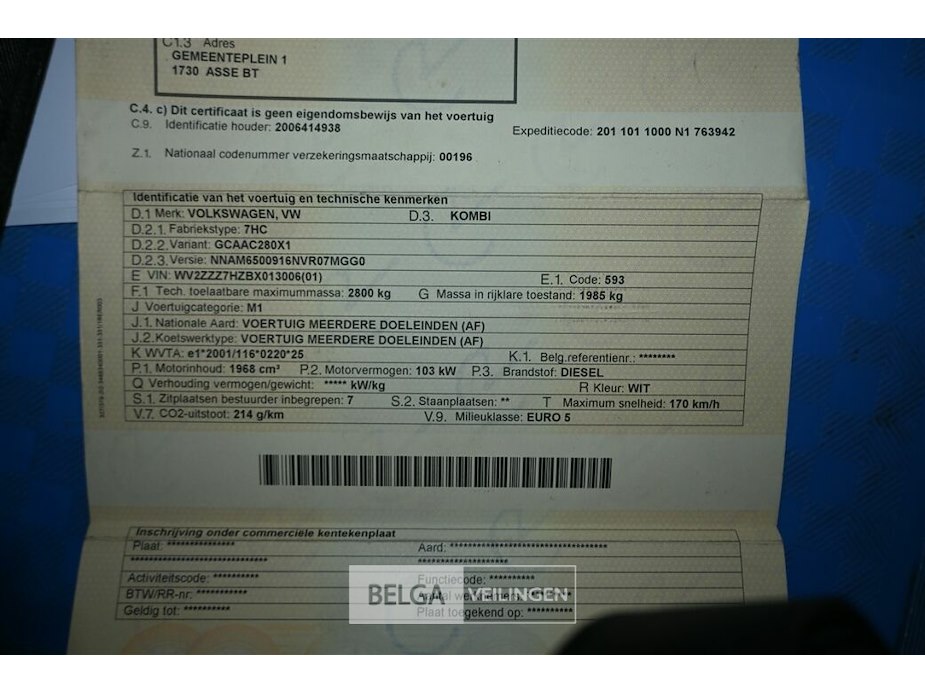 C.1.3 Adres
GEMEENTEPLEIN 1
1730 ASSE BT
C.4. c) Dit certificaat is geen eigendomsbewijs van het voertuig
C.9. Identificatie houder: 2006414938
Expeditiecode: 201 101 1000 N1 763942
Z.1. Nationaal codenummer verzekeringsmaatschappij: 00196
Identificatie van het voertuig en technische kenmerken
D.1 Merk: VOLKSWAGEN, VW D.3. KOMBI
D.2.1. Fabriekstype: 7HC
D.2.2. Variant: GCAAC280X1
D.2.3. Versie: NNAM6500916NVR07MGG0
E VIN: WV2ZZZ7HZBX013006(01) E.1. Code: 593
F.1 Tech. toelaatbare maximummassa: 2800 kg G Massa in rijklare toestand: 1985 kg
J Voertuigcategorie: M1
J.1. Nationale Aard: VOERTUIG MEERDERE DOELEINDEN (AF)
J.2. Koetswerktype: VOERTUIG MEERDERE DOELEINDEN (AF)
K WVTA: e1*2001/116*0220*25 K.1. Belg.referentienr.: ********
P.1. Motorinhoud: 1968 cm³ P.2. Motorvermogen: 103 kW P.3. Brandstof: DIESEL
Q Verhouding vermogen/gewicht: ***** kW/kg R Kleur: WIT
S.1. Zitplaatsen bestuurder inbegrepen: 7 S.2. Staanplaatsen: ** T Maximum snelheid: 170 km/h
V.7. CO2-uitstoot: 214 g/km V.9. Milieuklasse: EURO 5
Inschrijving onder commerciële kentekenplaat
Plaat: *************** Aard: ***********************************
****************************** ********************
Activiteitscode: ********** Functiecode: **********
BTW/RR-nr: *********** Aantal
Geldig tot: ********** Plaat toegekend op: **********
BELGA VEILINGEN